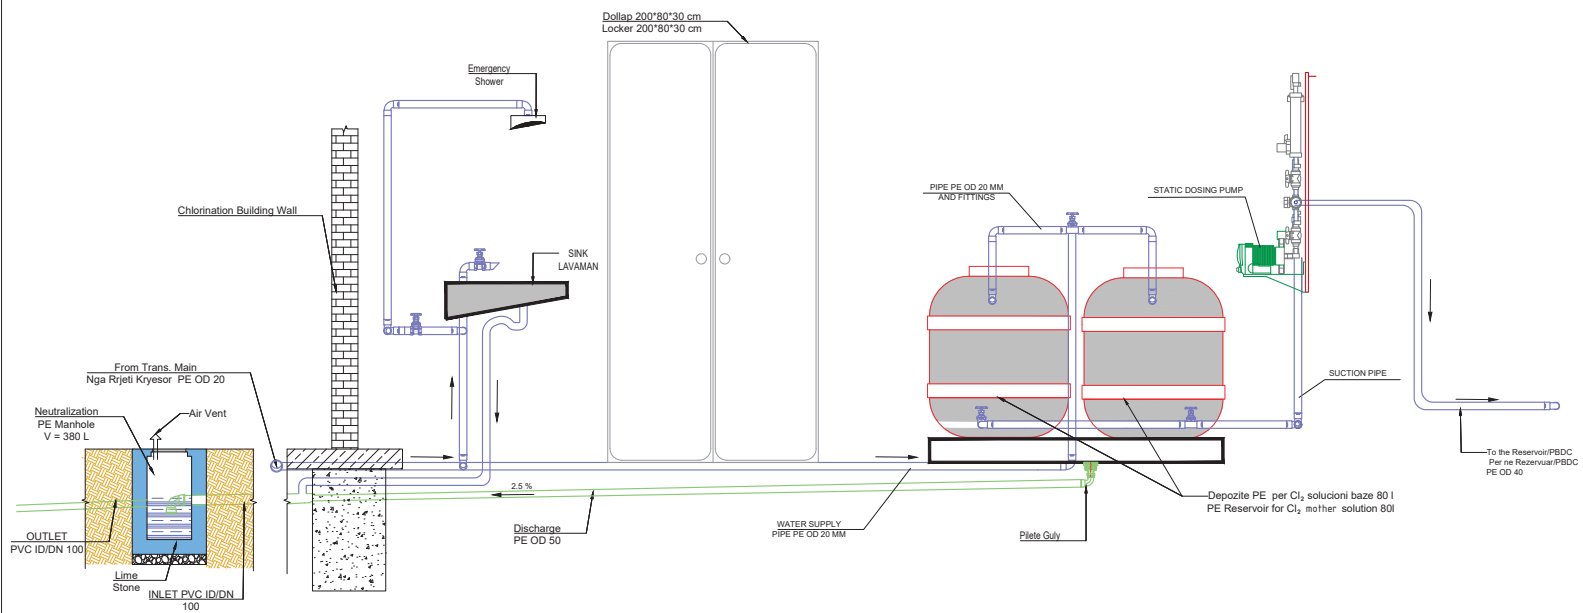 Dollap 200*80*30 cm
Locker 200*80*30 cm
Emergency
Shower
Chlorination Building Wall
SINK
LAVAMAN
PIPE PE OD 20 MM
AND FITTINGS
STATIC DOSING PUMP
From Trans. Main
Nga Rrjeti Kryesor PE OD 20
SUCTION PIPE
Neutralization
PE Manhole
V = 380 L
Air Vent
To the Reservoir/PBDC
Per ne Rezervuar/PBDC
PE OD 40
2.5 %
Depozite PE per Cl₂ solucioni baze 80 l
PE Reservoir for Cl₂ mother solution 80l
OUTLET
PVC ID/DN 100
Discharge
PE OD 50
WATER SUPPLY
PIPE PE OD 20 MM
Pilete Guly
Lime
Stone
INLET PVC ID/DN
100